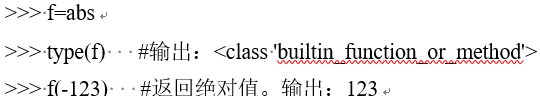 >>> f=abs
>>> type(f) #输出：<class 'builtin_function_or_method'>
>>> f(-123) #返回绝对值。输出：123